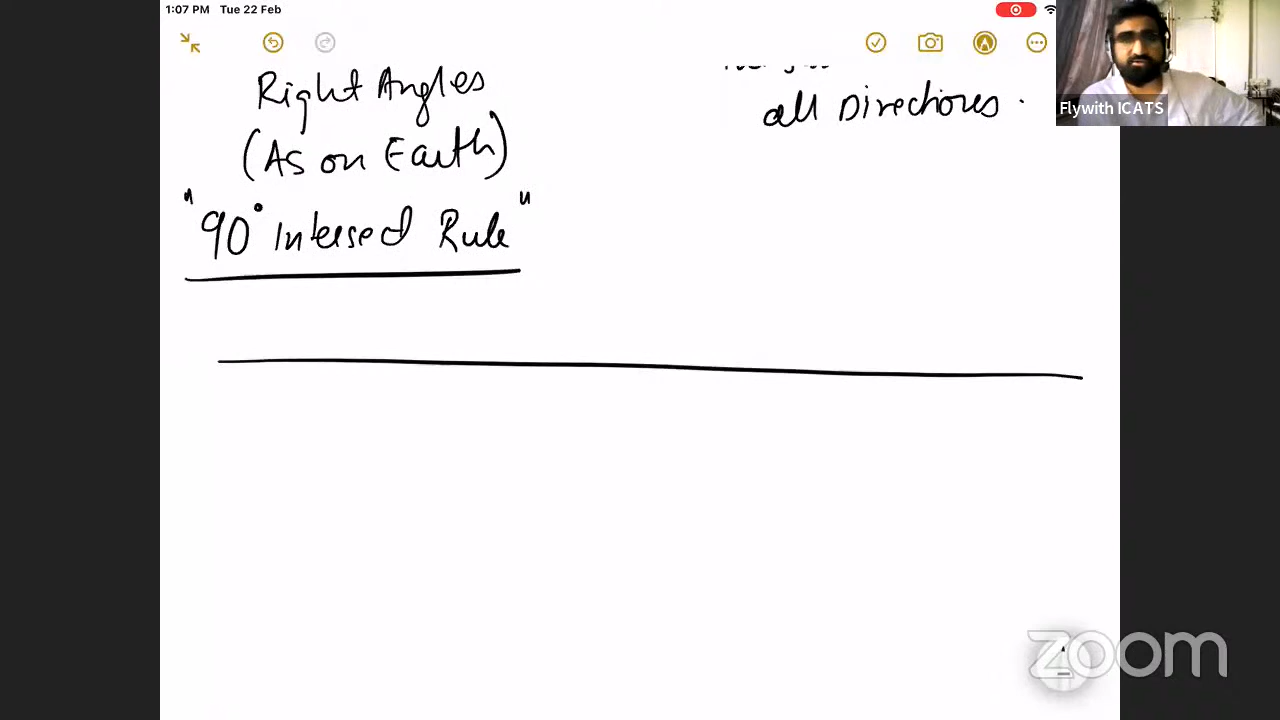 1:07 PM Tue 22 Feb
Right Angles
(As on Earth)
"90° Intersect Rule"
all Directions.
Flywith ICATS
zoom